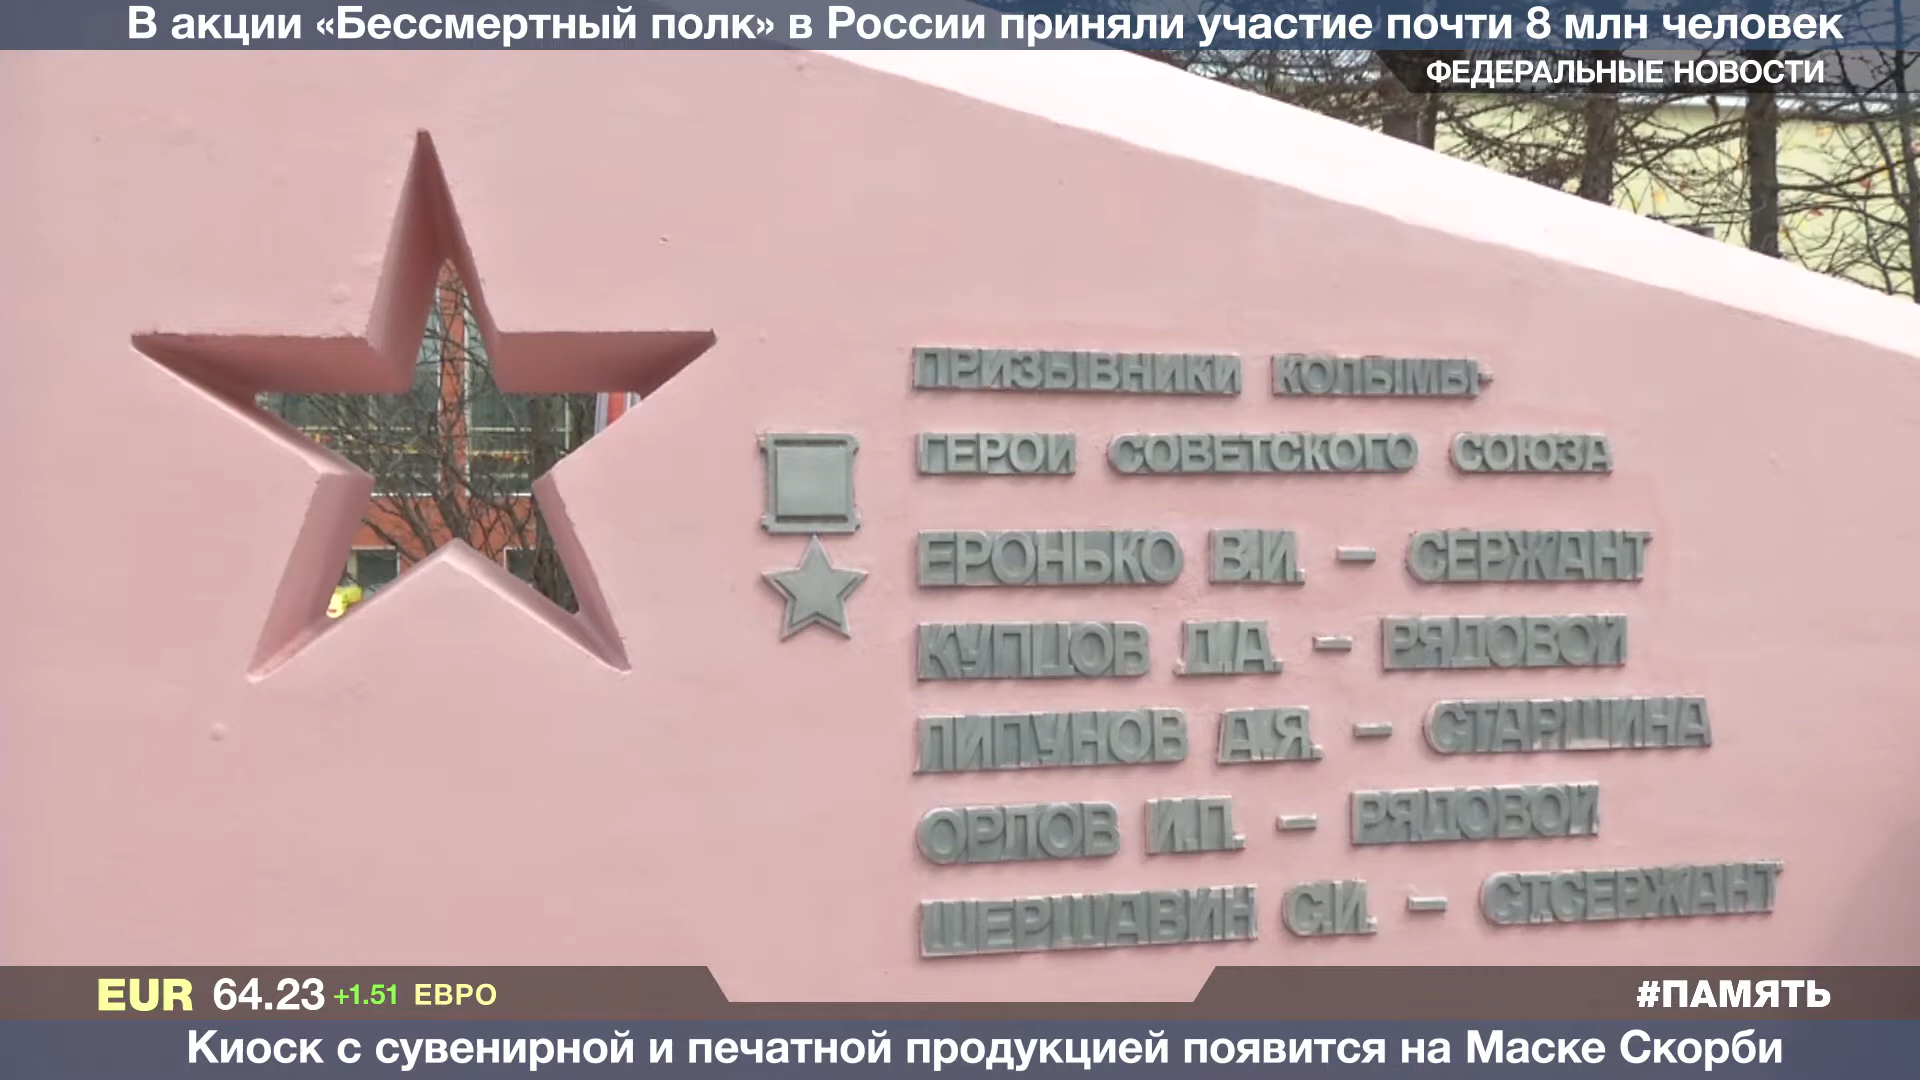 В акции «Бессмертный полк» в России приняли участие почти 8 млн человек
ФЕДЕРАЛЬНЫЕ НОВОСТИ
ПРИЗЫВНИКИ КОЛЫМЫ-
ГЕРОИ СОВЕТСКОГО СОЮЗА
ЕРОНЬКО В.И. – СЕРЖАНТ
КУПЦОВ Д.А. – РЯДОВОЙ
ПИПУНОВ А.Я. – СТАРШИНА
ОРЛОВ И.П. – РЯДОВОЙ
ШЕРШАВИН С.И. – СТ.СЕРЖАНТ
EUR 64.23 +1.51 ЕВРО
#ПАМЯТЬ
Киоск с сувенирной и печатной продукцией появится на Маске Скорби